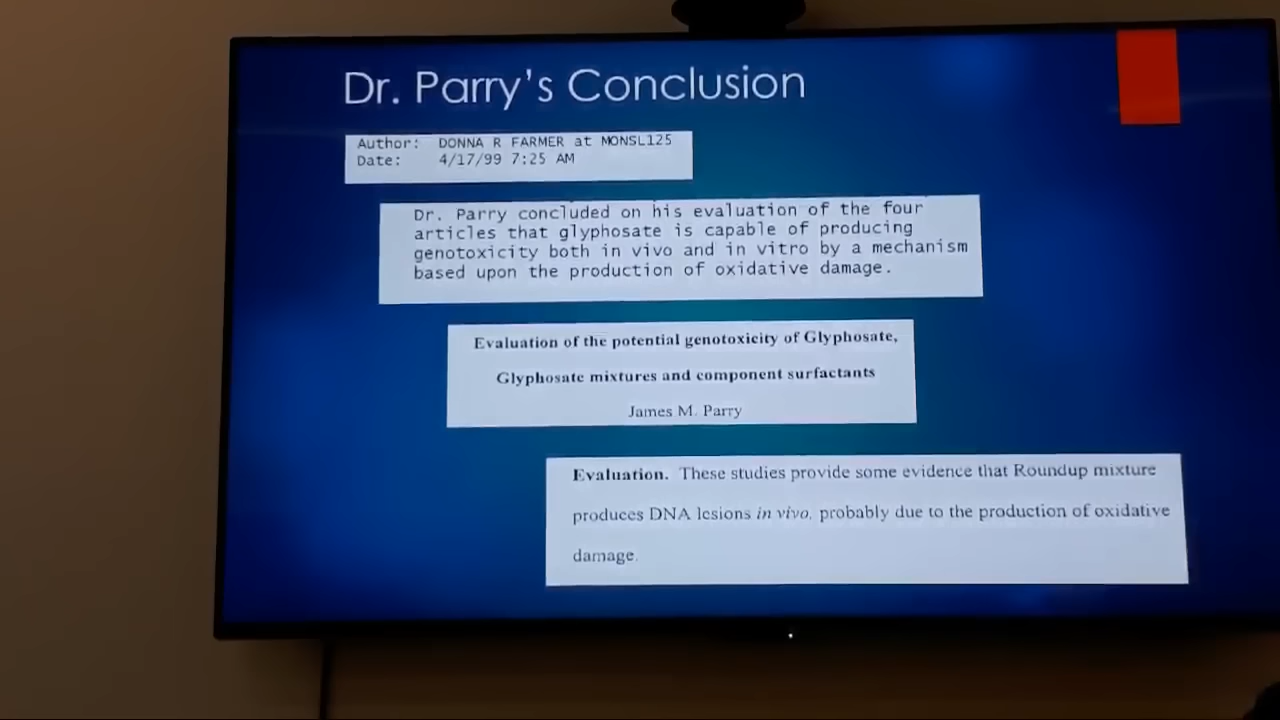 Dr. Parry's Conclusion
Author: DONNA R FARMER at MONSL125
Date: 4/17/99 7:25 AM
Dr. Parry concluded on his evaluation of the four
articles that glyphosate is capable of producing
genotoxicity both in vivo and in vitro by a mechanism
based upon the production of oxidative damage.
Evaluation of the potential genotoxicity of Glyphosate,
Glyphosate mixtures and component surfactants
James M. Parry
Evaluation. These studies provide some evidence that Roundup mixture
produces DNA lesions in vivo, probably due to the production of oxidative
damage.